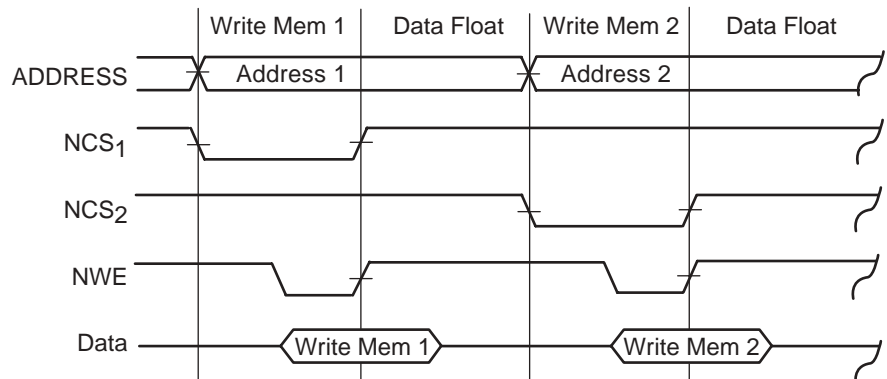 Write Mem 1 Data Float Write Mem 2 Data Float
ADDRESS Address 1 Address 2
NCS1
NCS2
NWE
Data Write Mem 1 Write Mem 2